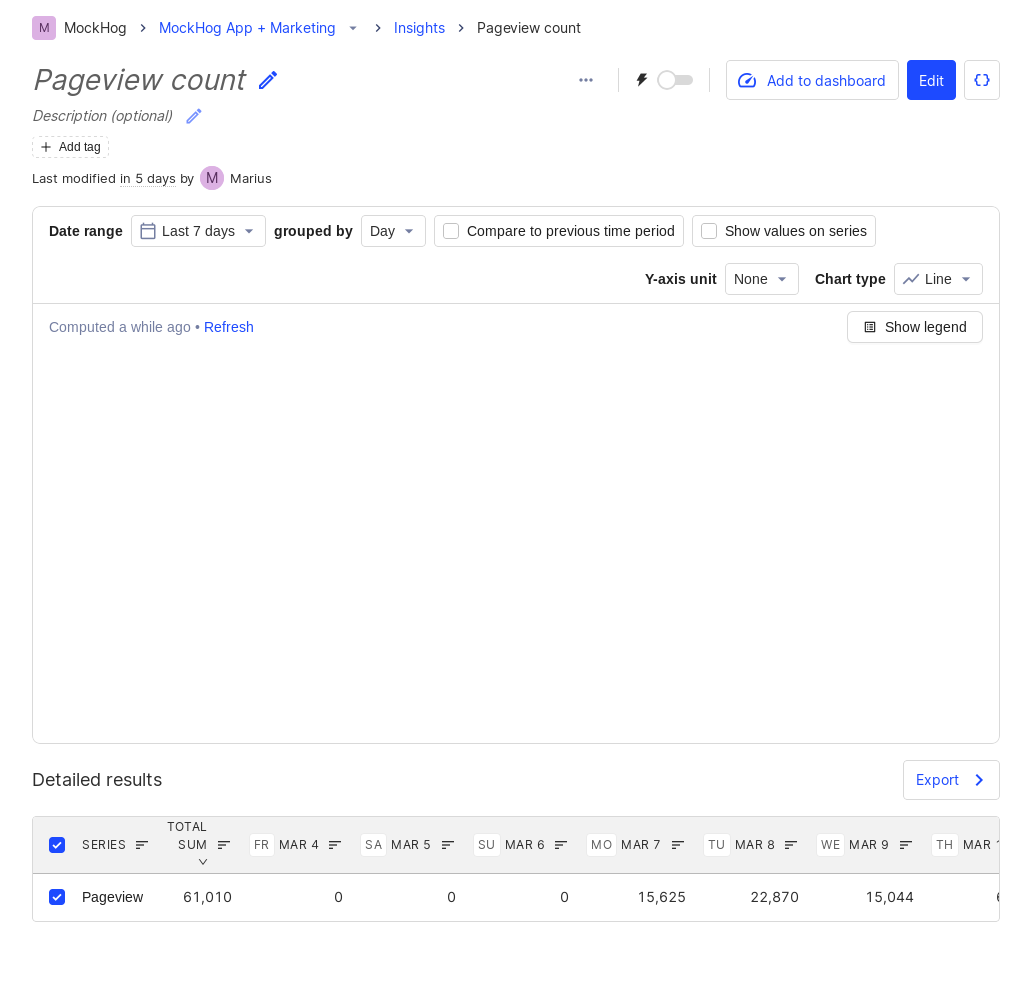 M MockHog MockHog App + Marketing Insights Pageview count
Pageview count
Add to dashboard Edit
Description (optional)
Add tag
Last modified in 5 days by M Marius
Date range Last 7 days grouped by Day Compare to previous time period Show values on series
Y-axis unit None Chart type Line
Computed a while ago • Refresh Show legend
Detailed results Export
SERIES TOTAL SUM FR MAR 4 SA MAR 5 SU MAR 6 MO MAR 7 TU MAR 8 WE MAR 9 TH MAR
Pageview 61,010 0 0 0 15,625 22,870 15,044